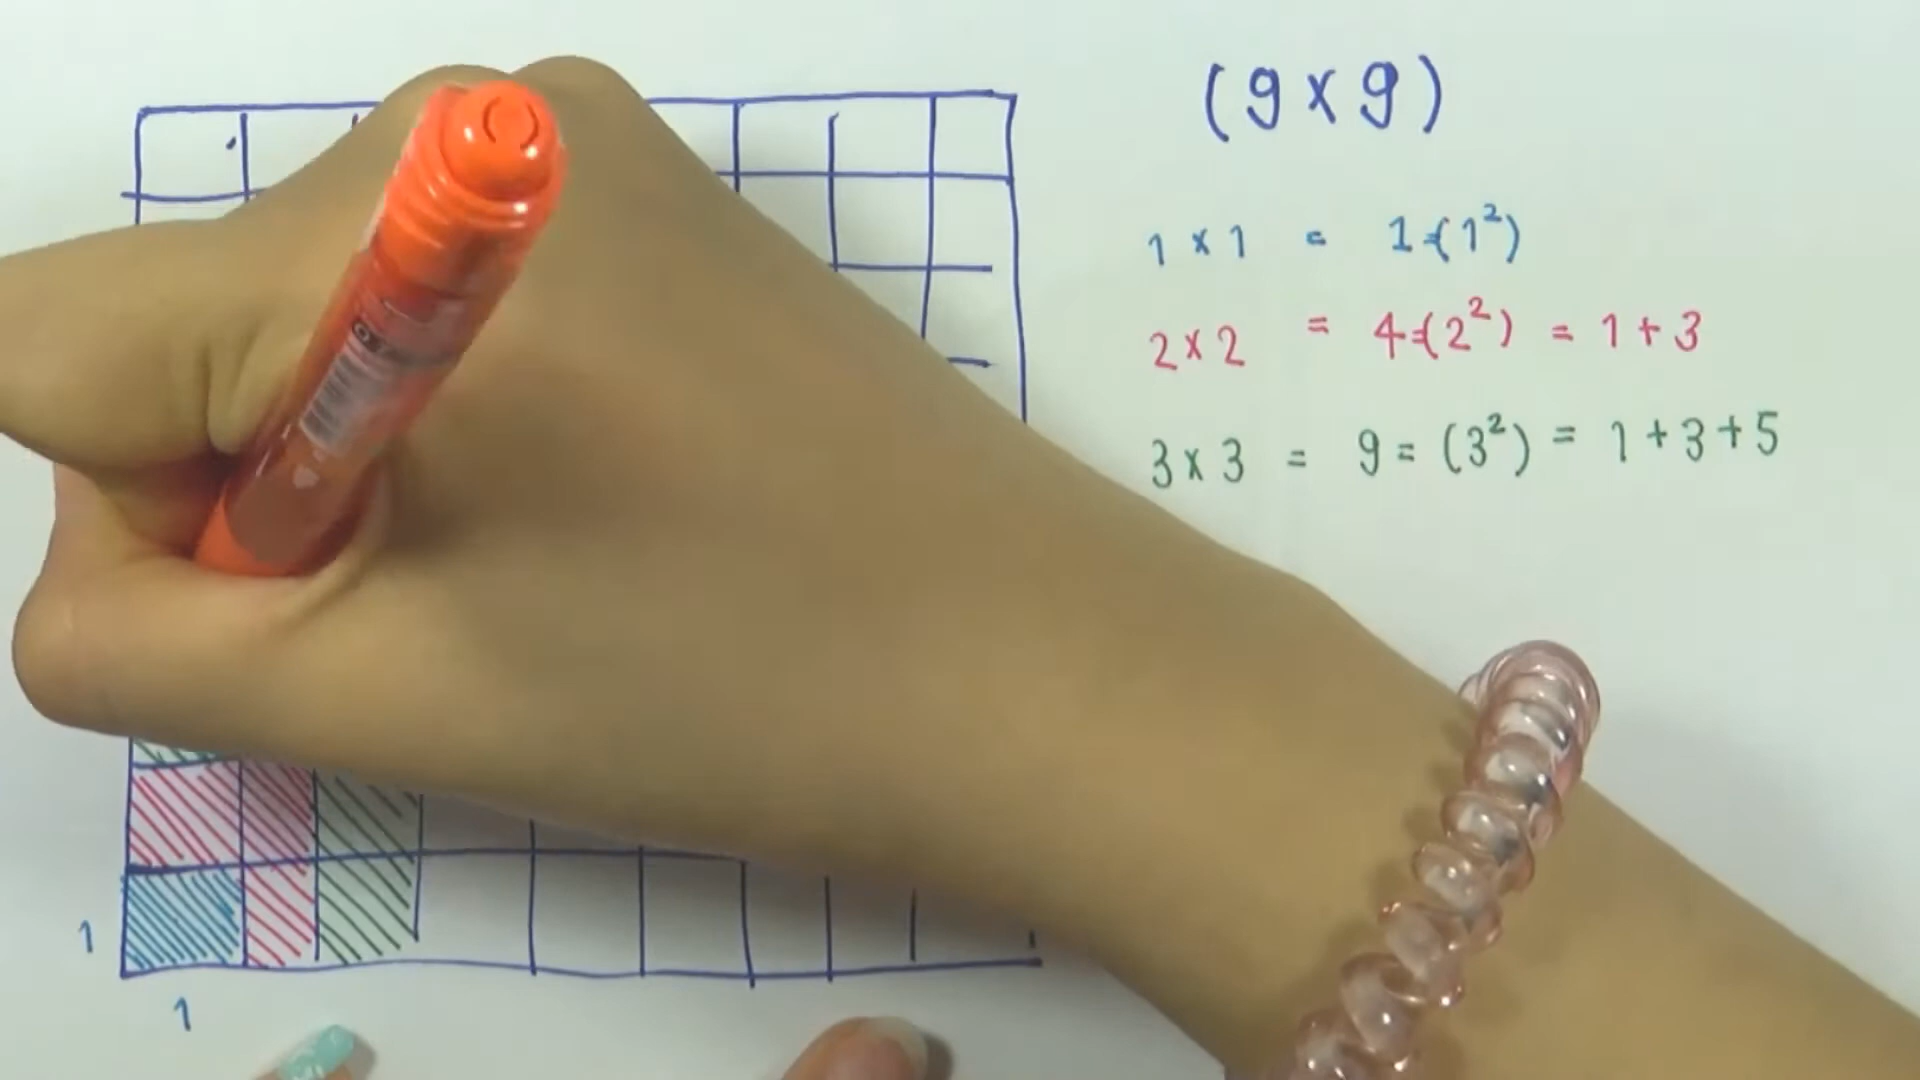 (9 x 9)
1 x 1 = 1=(1²)
2 x 2 = 4=(2²) = 1 + 3
3 x 3 = 9 = (3²) = 1 + 3 + 5
1
1